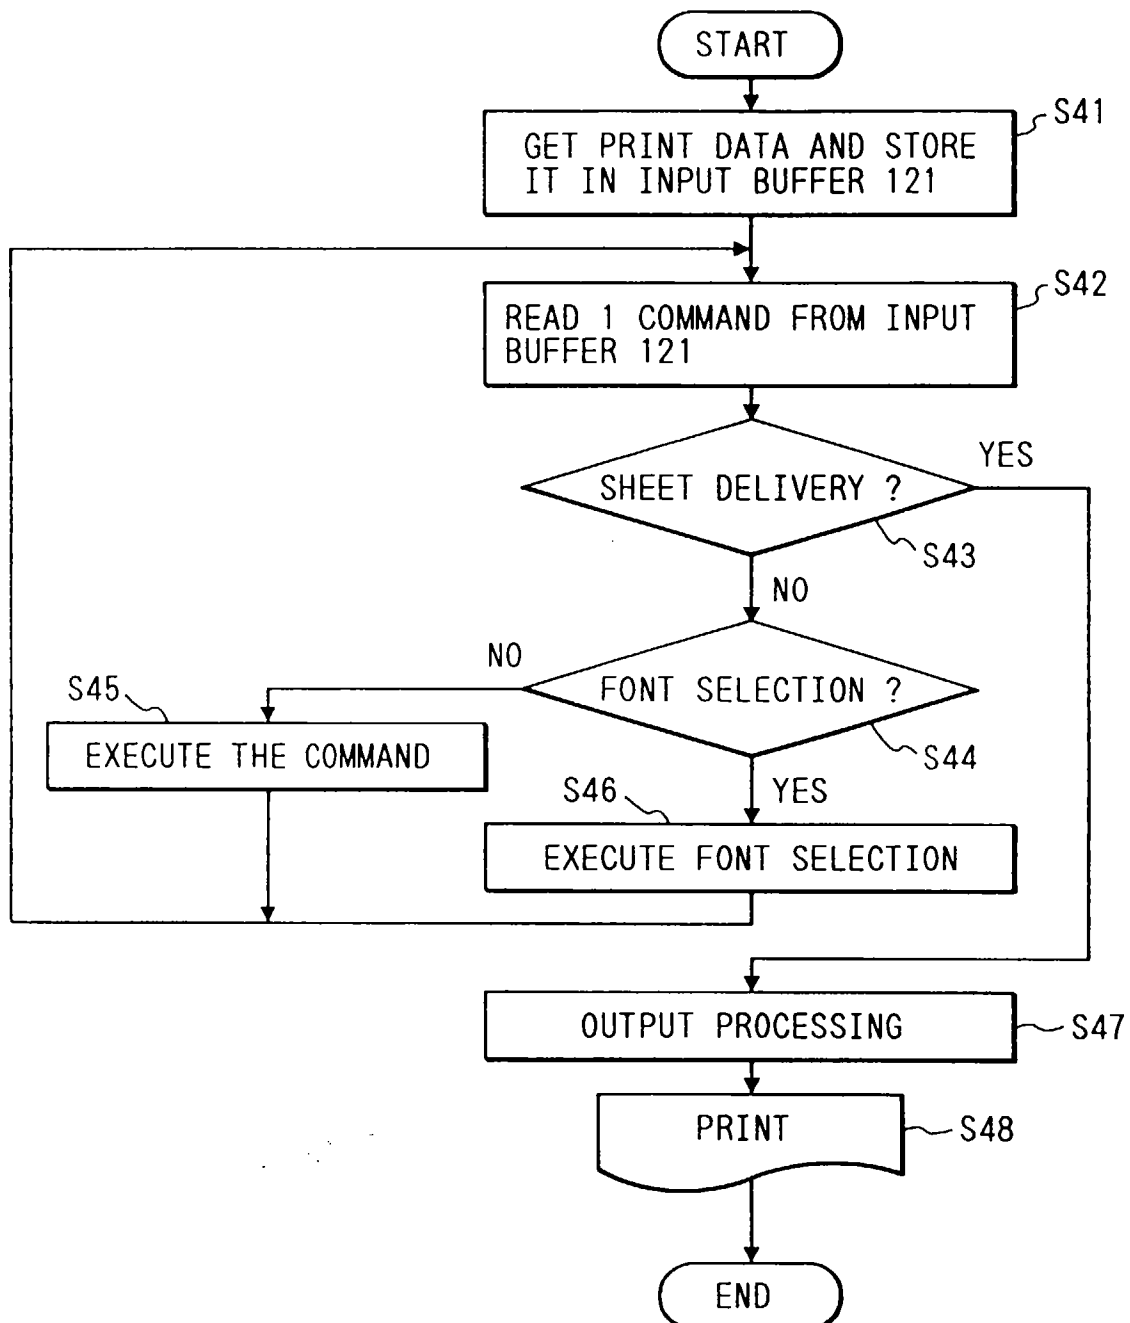 START
S41
GET PRINT DATA AND STORE
IT IN INPUT BUFFER 121
S42
READ 1 COMMAND FROM INPUT
BUFFER 121
YES
SHEET DELIVERY ?
S43
NO
NO
FONT SELECTION ?
S45
EXECUTE THE COMMAND
S44
S46
YES
EXECUTE FONT SELECTION
OUTPUT PROCESSING
S47
PRINT
S48
END